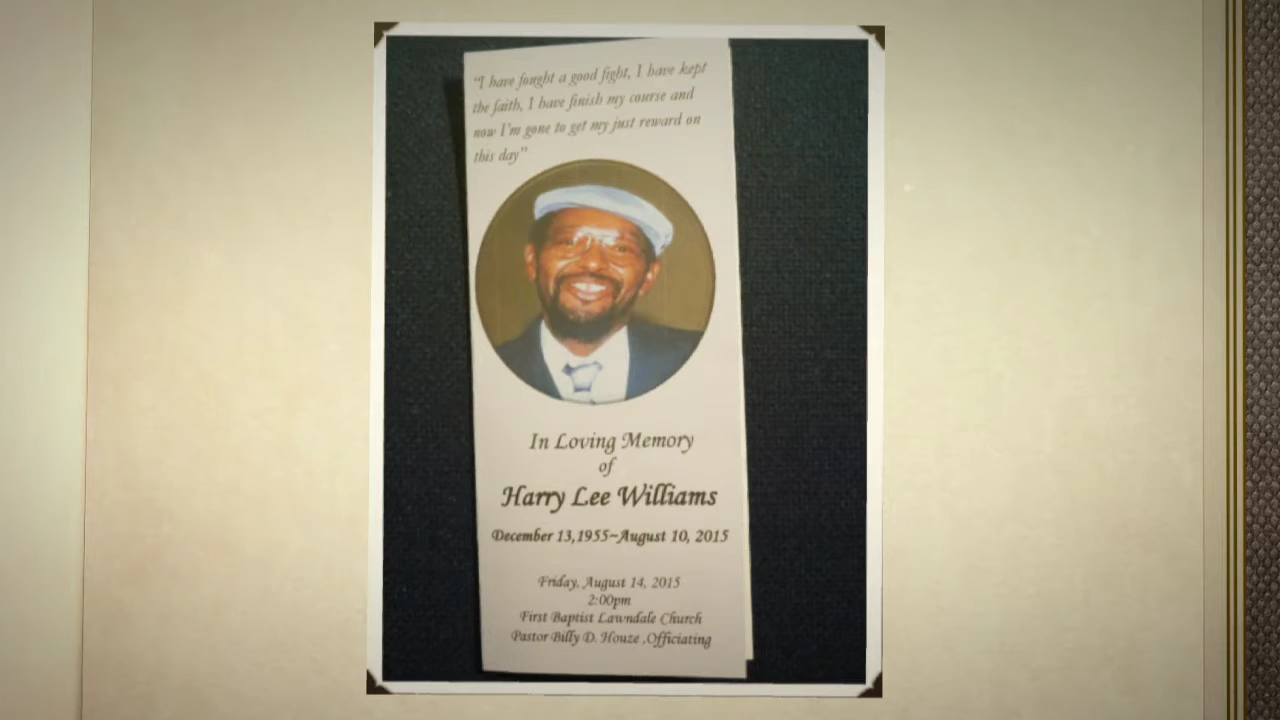 "I have fought a good fight, I have kept
the faith, I have finish my course and
now I'm gone to get my just reward on
this day"
In Loving Memory
of
Harry Lee Williams
December 13,1955~August 10, 2015
Friday, August 14, 2015
2:00pm
First Baptist Lawndale Church
Pastor Billy D. Houze ,Officiating